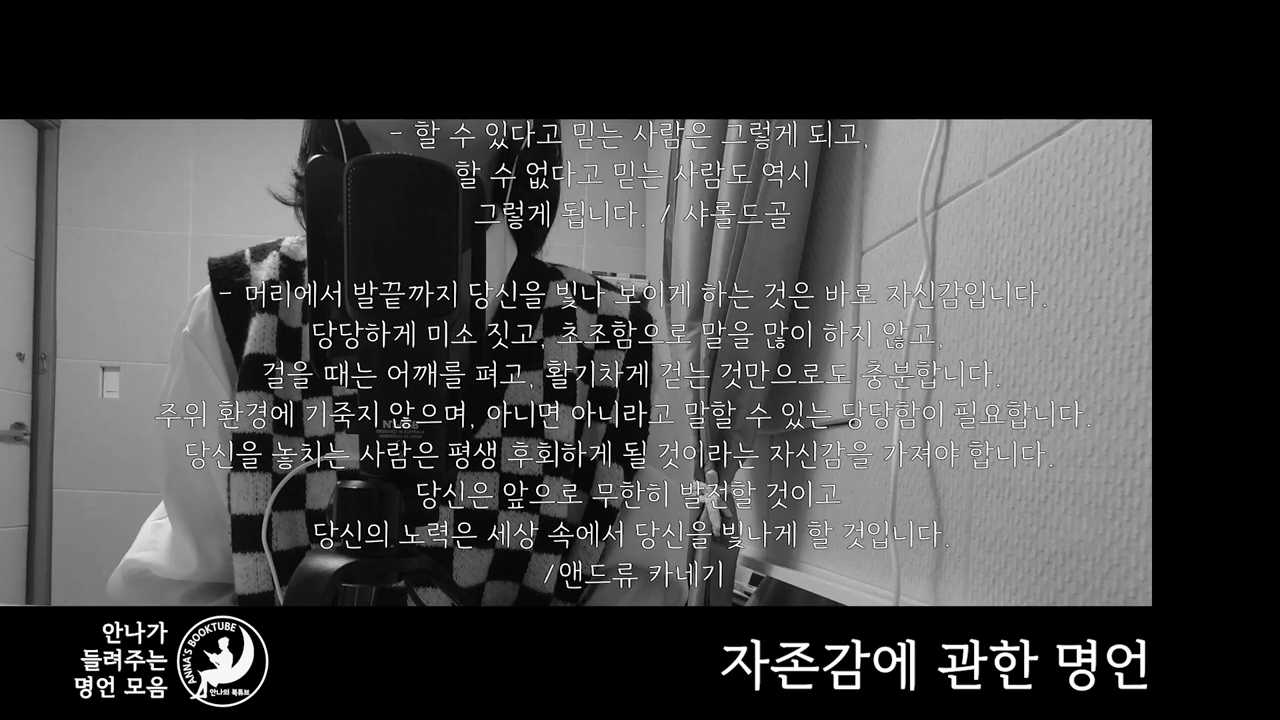 - 할 수 있다고 믿는 사람은 그렇게 되고,
할 수 없다고 믿는 사람도 역시
그렇게 됩니다. / 샤롤드골
- 머리에서 발끝까지 당신을 빛나 보이게 하는 것은 바로 자신감입니다.
당당하게 미소 짓고, 초조함으로 말을 많이 하지 않고,
걸을 때는 어깨를 펴고, 활기차게 걷는 것만으로도 충분합니다.
주위 환경에 기죽지 않으며, 아니면 아니라고 말할 수 있는 당당함이 필요합니다.
당신을 놓치는 사람은 평생 후회하게 될 것이라는 자신감을 가져야 합니다.
당신은 앞으로 무한히 발전할 것이고
당신의 노력은 세상 속에서 당신을 빛나게 할 것입니다.
/앤드류 카네기
안나가
들려주는
명언 모음
ANNA'S BOOKTUBE
안나의 북튜브
자존감에 관한 명언